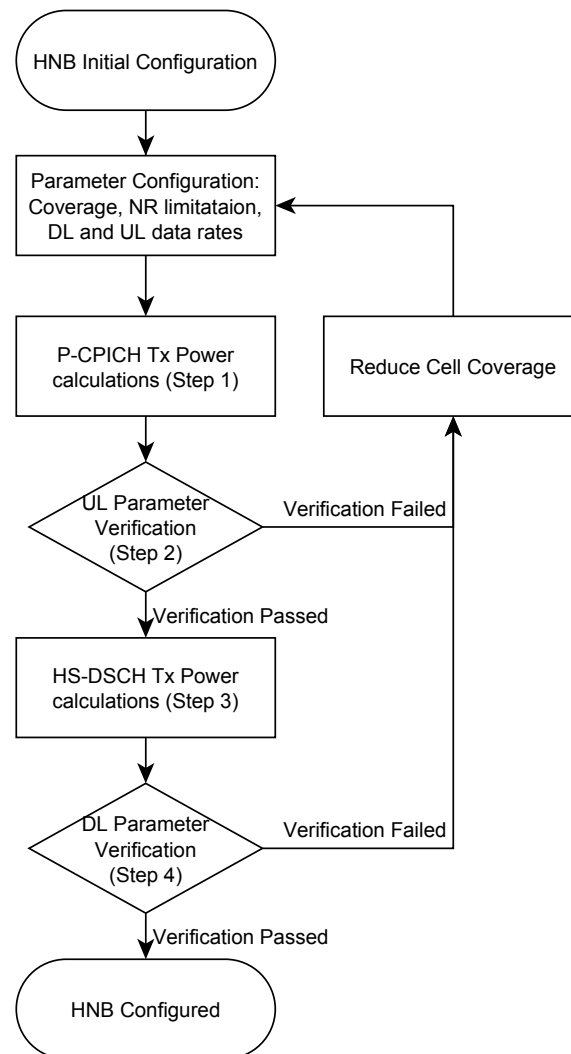 HNB Initial Configuration
Parameter Configuration:
Coverage, NR limitataion,
DL and UL data rates
P-CPICH Tx Power
calculations (Step 1)
Reduce Cell Coverage
UL Parameter
Verification
(Step 2)
Verification Failed
Verification Passed
HS-DSCH Tx Power
calculations (Step 3)
DL Parameter
Verification
(Step 4)
Verification Failed
Verification Passed
HNB Configured